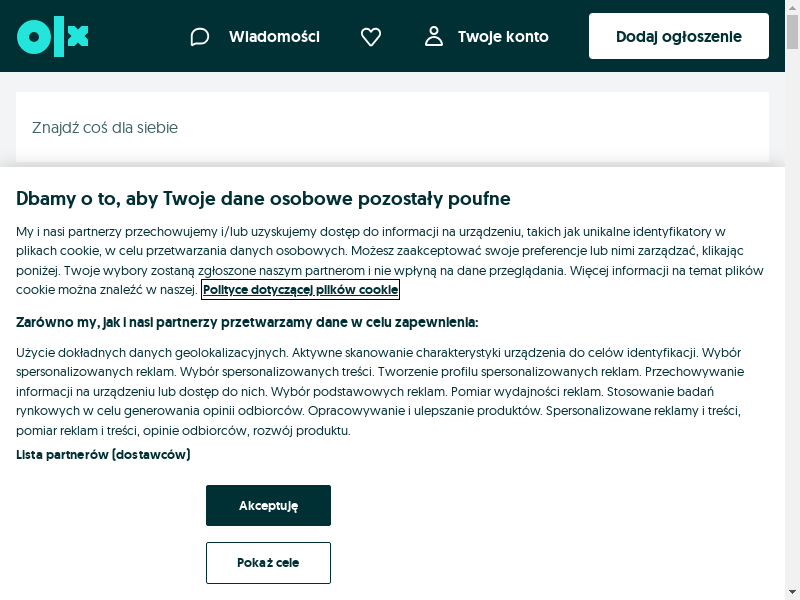 olx
Wiadomości
Twoje konto
Dodaj ogłoszenie
Znajdź coś dla siebie
Dbamy o to, aby Twoje dane osobowe pozostały poufne
My i nasi partnerzy przechowujemy i/lub uzyskujemy dostęp do informacji na urządzeniu, takich jak unikalne identyfikatory w
plikach cookie, w celu przetwarzania danych osobowych. Możesz zaakceptować swoje preferencje lub nimi zarządzać, klikając
poniżej. Twoje wybory zostaną zgłoszone naszym partnerom i nie wpłyną na dane przeglądania. Więcej informacji na temat plików
cookie można znaleźć w naszej. Polityce dotyczącej plików cookie
Zarówno my, jak i nasi partnerzy przetwarzamy dane w celu zapewnienia:
Użycie dokładnych danych geolokalizacyjnych. Aktywne skanowanie charakterystyki urządzenia do celów identyfikacji. Wybór
spersonalizowanych reklam. Wybór spersonalizowanych treści. Tworzenie profilu spersonalizowanych reklam. Przechowywanie
informacji na urządzeniu lub dostęp do nich. Wybór podstawowych reklam. Pomiar wydajności reklam. Stosowanie badań
rynkowych w celu generowania opinii odbiorców. Opracowywanie i ulepszanie produktów. Spersonalizowane reklamy i treści,
pomiar reklam i treści, opinie odbiorców, rozwój produktu.
Lista partnerów (dostawców)
Akceptuję
Pokaż cele